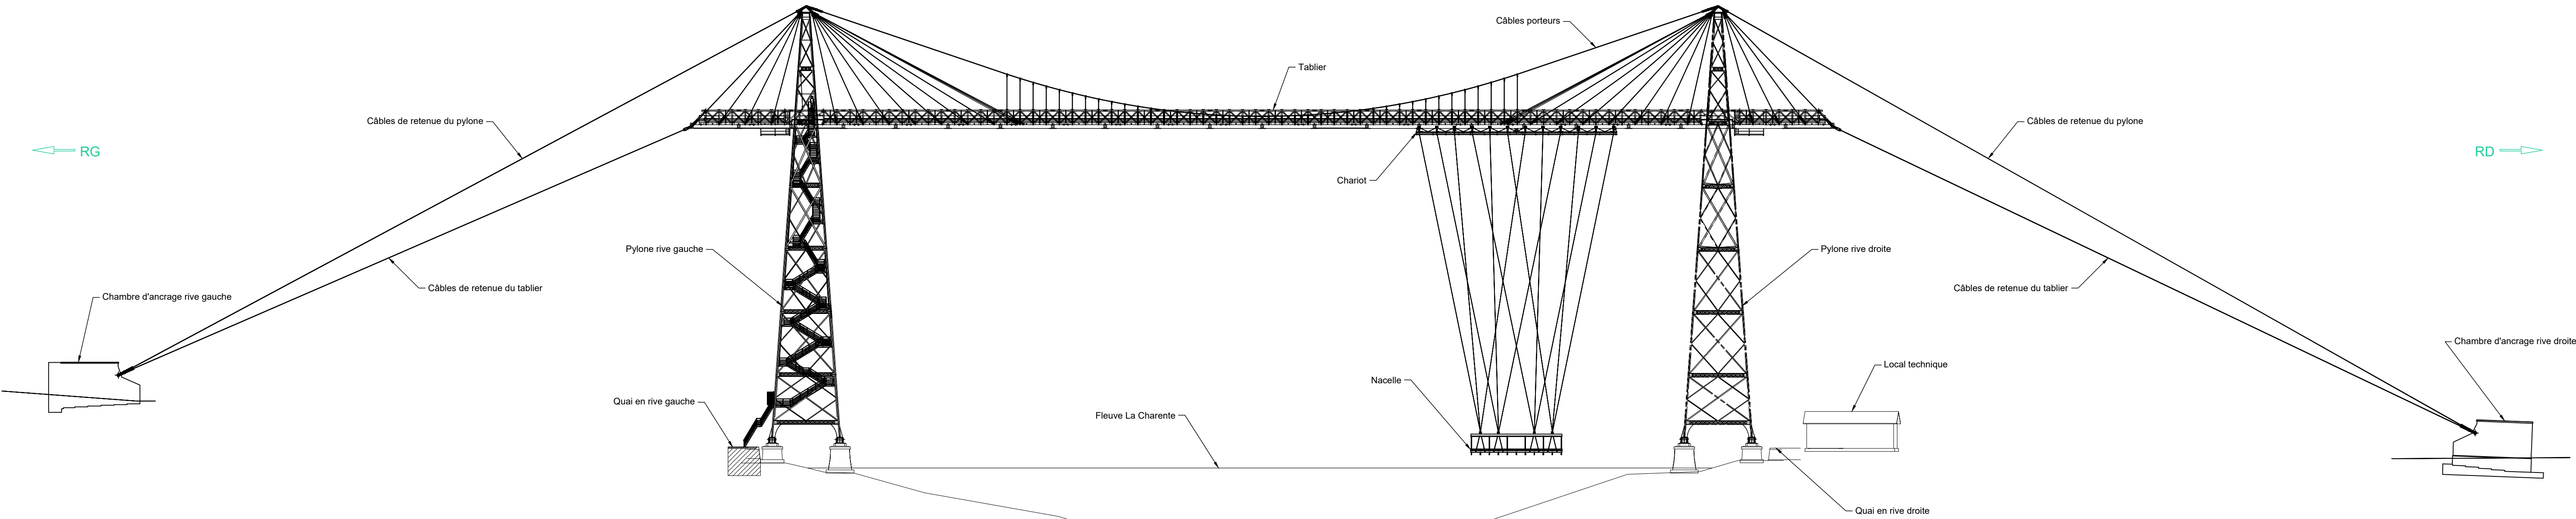 Câbles porteurs
Tablier
Câbles de retenue du pylone
Câbles de retenue du pylone
RG
RD
Chariot
Pylone rive gauche
Pylone rive droite
Câbles de retenue du tablier
Câbles de retenue du tablier
Chambre d'ancrage rive gauche
Chambre d'ancrage rive droite
Local technique
Nacelle
Quai en rive gauche
Fleuve La Charente
Quai en rive droite